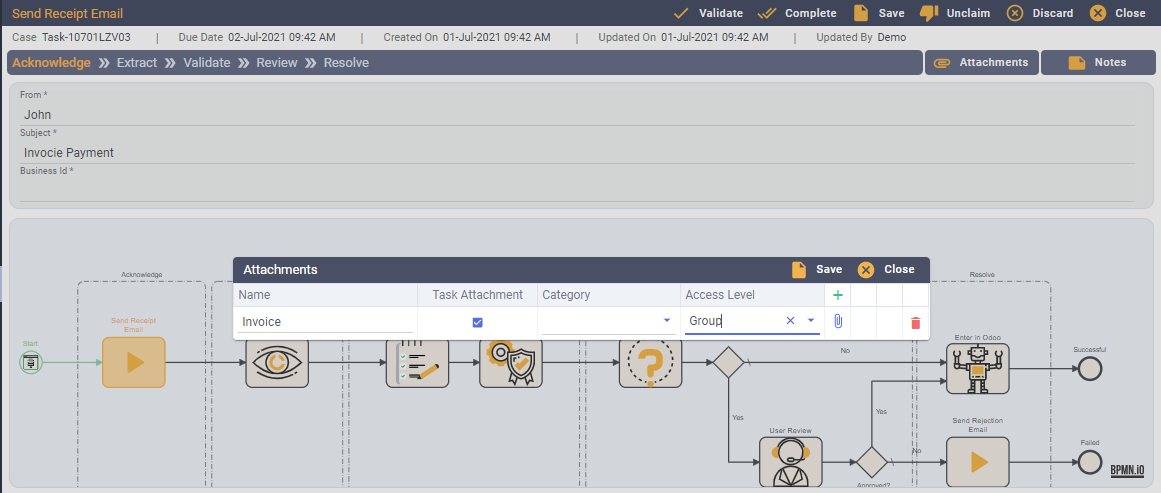 Send Receipt Email Validate Complete Save Unclaim Discard Close
Case Task-10701LZV03 | Due Date 02-Jul-2021 09:42 AM | Created On 01-Jul-2021 09:42 AM | Updated On 01-Jul-2021 09:42 AM | Updated By Demo
Acknowledge » Extract » Validate » Review » Resolve Attachments Notes
From *
John
Subject *
Invocie Payment
Business Id *
Attachments Save Close
Name Task Attachment Category Access Level
Invoice Group
Acknowledge Resolve
Send Receipt
Email
Start
No
Enter in Odoo
Successful
Yes
Yes
User Review
No
Send Rejection
Email
Failed
Approved?
BPMN.iO